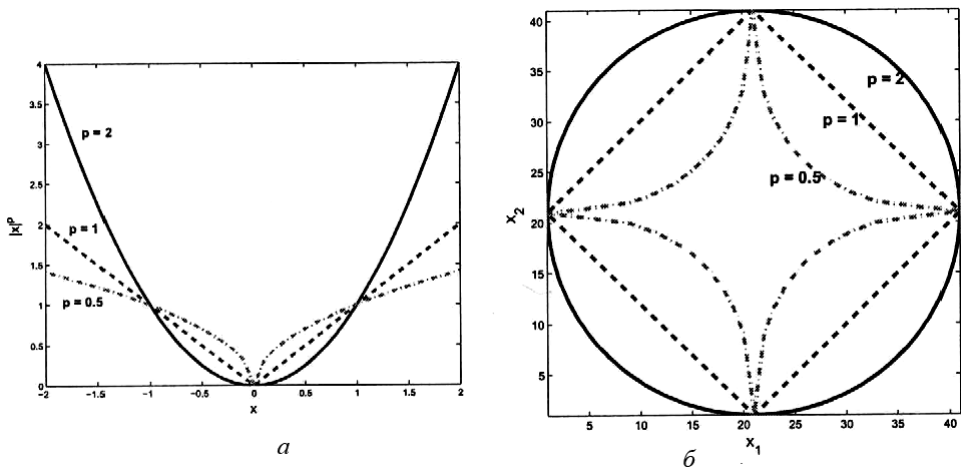 4
3.5
3
2.5
2
1.5
1
0.5
0
|x|^p
p = 2
p = 1
p = 0.5
−2 −1.5 −1 −0.5 0 0.5 1 1.5 2
x
а
40
35
30
25
20
15
10
5
x_2
p = 2
p = 1
p = 0.5
5 10 15 20 25 30 35 40
x_1
б